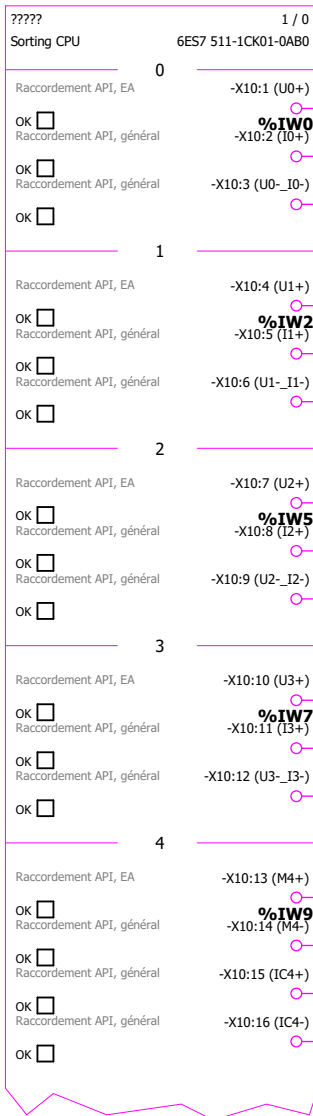 ????? 1 / 0
Sorting CPU 6ES7 511-1CK01-0AB0
0
Raccordement API, EA -X10:1 (U0+)
OK %IW0
Raccordement API, général -X10:2 (I0+)
OK
Raccordement API, général -X10:3 (U0-_I0-)
OK
1
Raccordement API, EA -X10:4 (U1+)
OK %IW2
Raccordement API, général -X10:5 (I1+)
OK
Raccordement API, général -X10:6 (U1-_I1-)
OK
2
Raccordement API, EA -X10:7 (U2+)
OK %IW5
Raccordement API, général -X10:8 (I2+)
OK
Raccordement API, général -X10:9 (U2-_I2-)
OK
3
Raccordement API, EA -X10:10 (U3+)
OK %IW7
Raccordement API, général -X10:11 (I3+)
OK
Raccordement API, général -X10:12 (U3-_I3-)
OK
4
Raccordement API, EA -X10:13 (M4+)
OK %IW9
Raccordement API, général -X10:14 (M4-)
OK
Raccordement API, général -X10:15 (IC4+)
OK
Raccordement API, général -X10:16 (IC4-)
OK